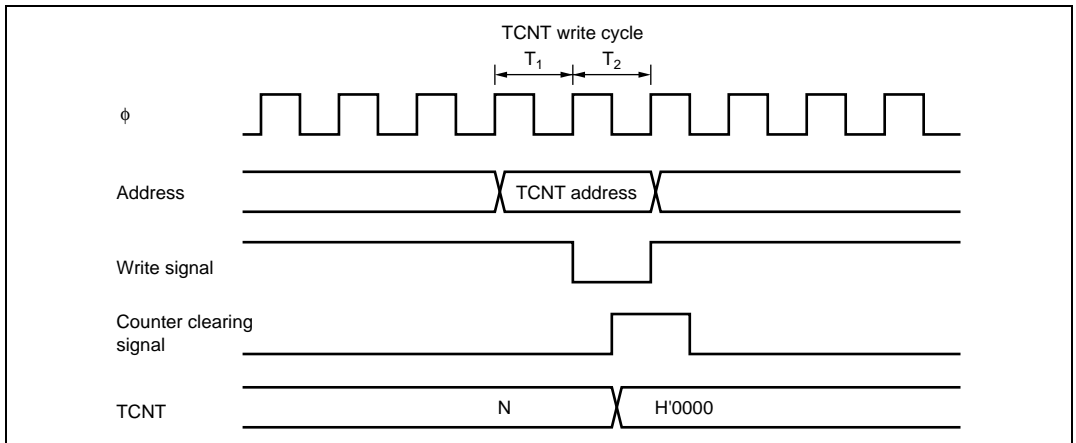 TCNT write cycle
T1 T2
ϕ
Address
TCNT address
Write signal
Counter clearing
signal
TCNT
N
H'0000